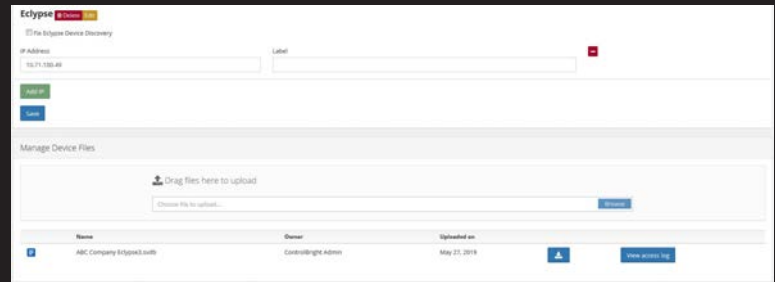 Eclypse Delete Edit
Fix Eclypse Device Discovery
IP Address Label
10.71.100.49
Add IP
Save
Manage Device Files
Drag files here to upload
Choose file to upload... Browse
Name Owner Uploaded on
ABC Company Eclypse3.svlb ControlBright Admin May 27, 2019 View access log